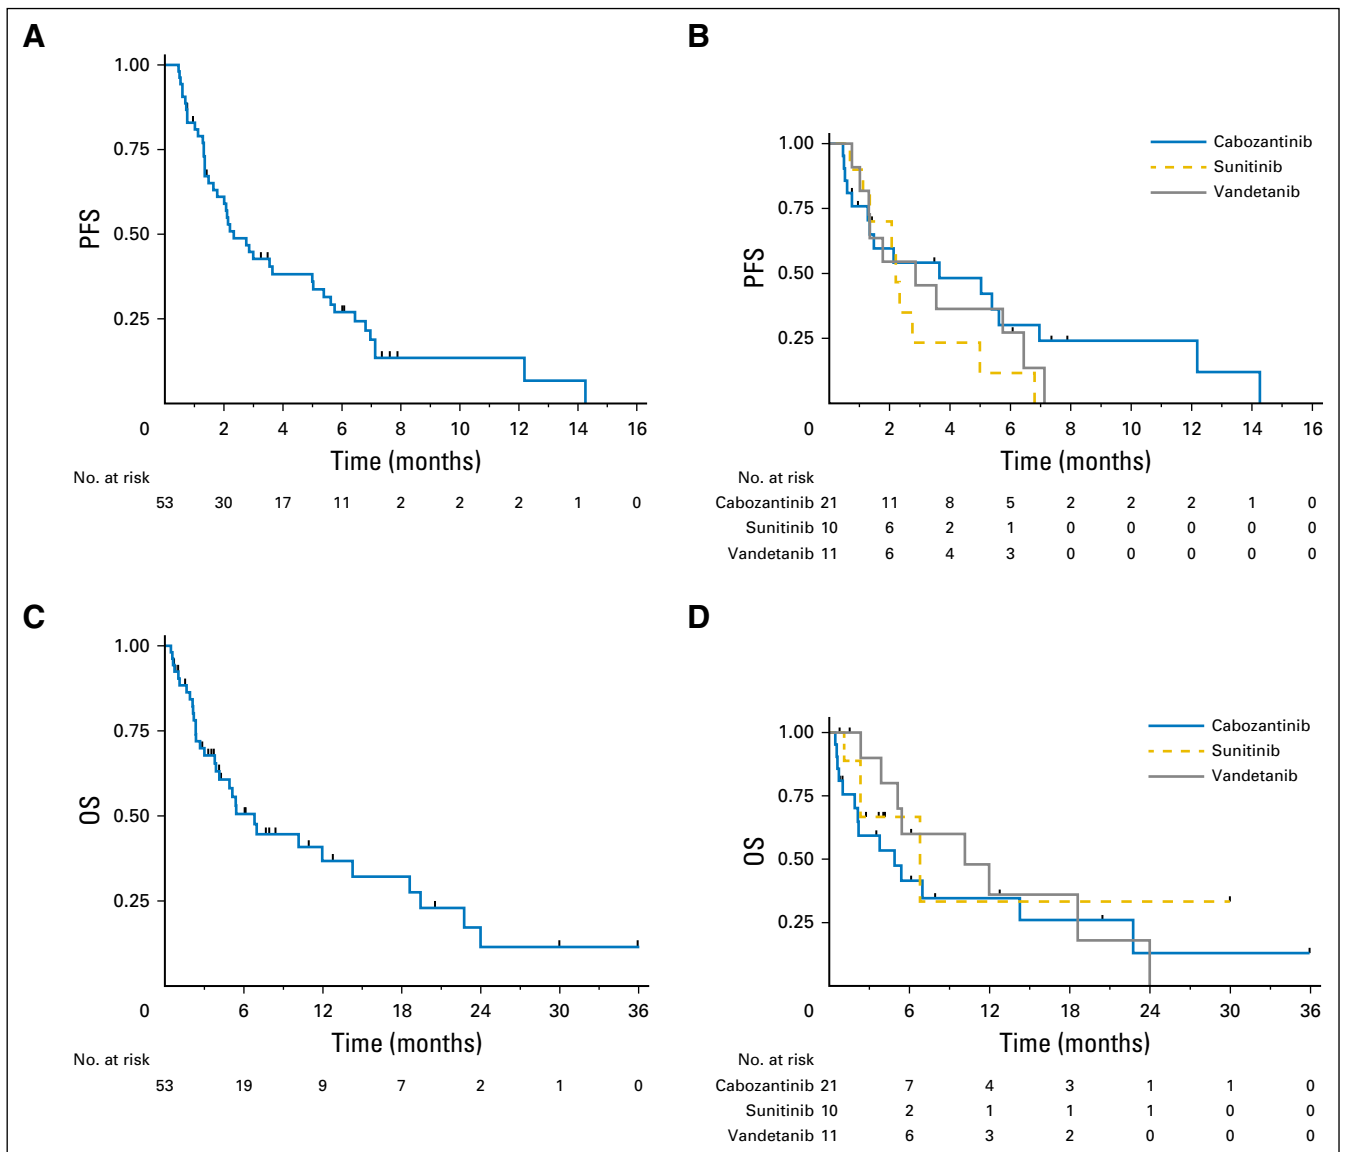 A
1.00
0.75
0.50
0.25
PFS
0 2 4 6 8 10 12 14 16
Time (months)
No. at risk
53 30 17 11 2 2 2 1 0
B
1.00
0.75
0.50
0.25
PFS
Cabozantinib
Sunitinib
Vandetanib
0 2 4 6 8 10 12 14 16
Time (months)
No. at risk
Cabozantinib 21 11 8 5 2 2 2 1 0
Sunitinib 10 6 2 1 0 0 0 0 0
Vandetanib 11 6 4 3 0 0 0 0 0
C
1.00
0.75
0.50
0.25
OS
0 6 12 18 24 30 36
Time (months)
No. at risk
53 19 9 7 2 1 0
D
1.00
0.75
0.50
0.25
OS
Cabozantinib
Sunitinib
Vandetanib
0 6 12 18 24 30 36
Time (months)
No. at risk
Cabozantinib 21 7 4 3 1 1 0
Sunitinib 10 2 1 1 1 0 0
Vandetanib 11 6 3 2 0 0 0